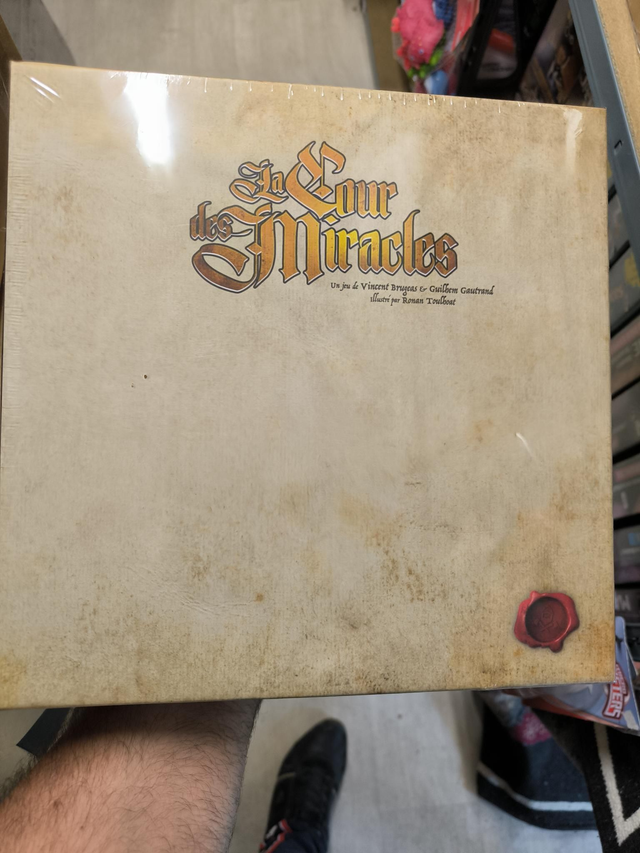 La Cour
des Miracles
Un jeu de Vincent Brugeas & Guilhem Gautrand
Illustré par Ronan Toulhoat